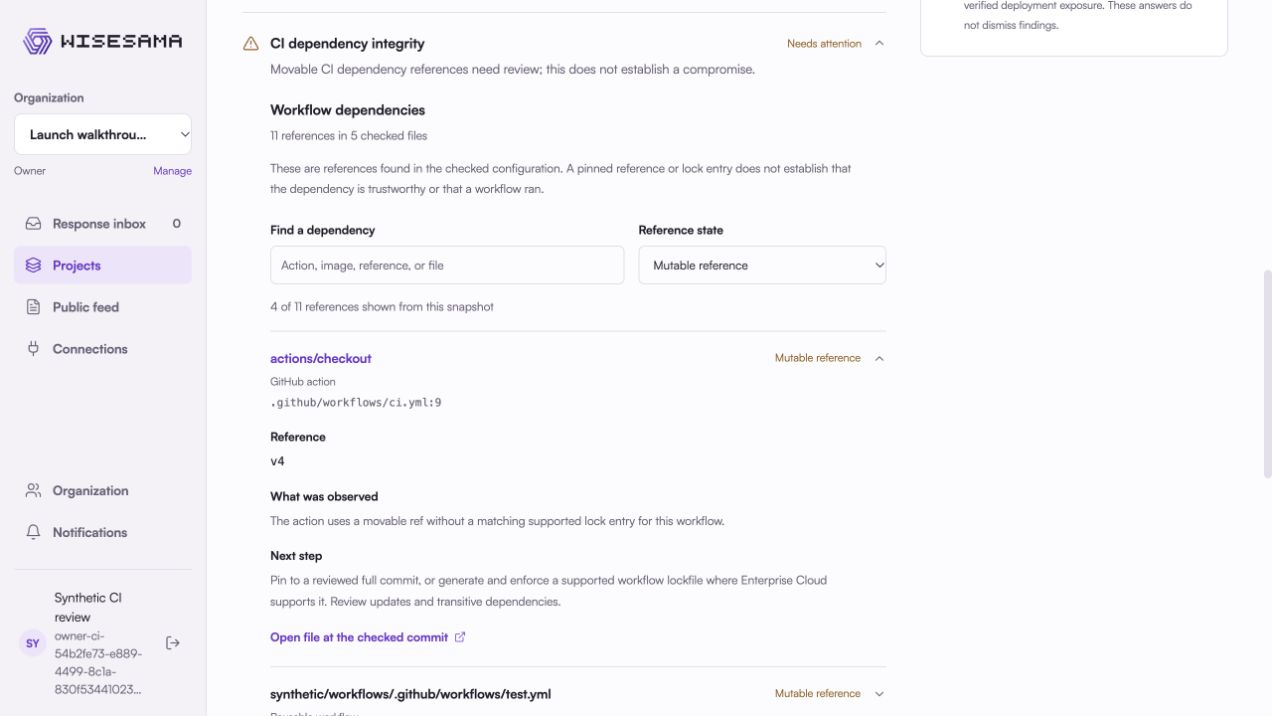 WISESAMA
Organization
Launch walkthrou...
Owner
Manage
Response inbox
0
Projects
Public feed
Connections
Organization
Notifications
SY
Synthetic CI
review
owner-ci-
54b2fe73-e889-
4499-8c1a-
830f53441023...
verified deployment exposure. These answers do
not dismiss findings.
CI dependency integrity
Needs attention
Movable CI dependency references need review; this does not establish a compromise.
Workflow dependencies
11 references in 5 checked files
These are references found in the checked configuration. A pinned reference or lock entry does not establish that
the dependency is trustworthy or that a workflow ran.
Find a dependency
Reference state
Action, image, reference, or file
Mutable reference
4 of 11 references shown from this snapshot
actions/checkout
Mutable reference
GitHub action
.github/workflows/ci.yml:9
Reference
v4
What was observed
The action uses a movable ref without a matching supported lock entry for this workflow.
Next step
Pin to a reviewed full commit, or generate and enforce a supported workflow lockfile where Enterprise Cloud
supports it. Review updates and transitive dependencies.
Open file at the checked commit
synthetic/workflows/.github/workflows/test.yml
Mutable reference
Reusable workflow